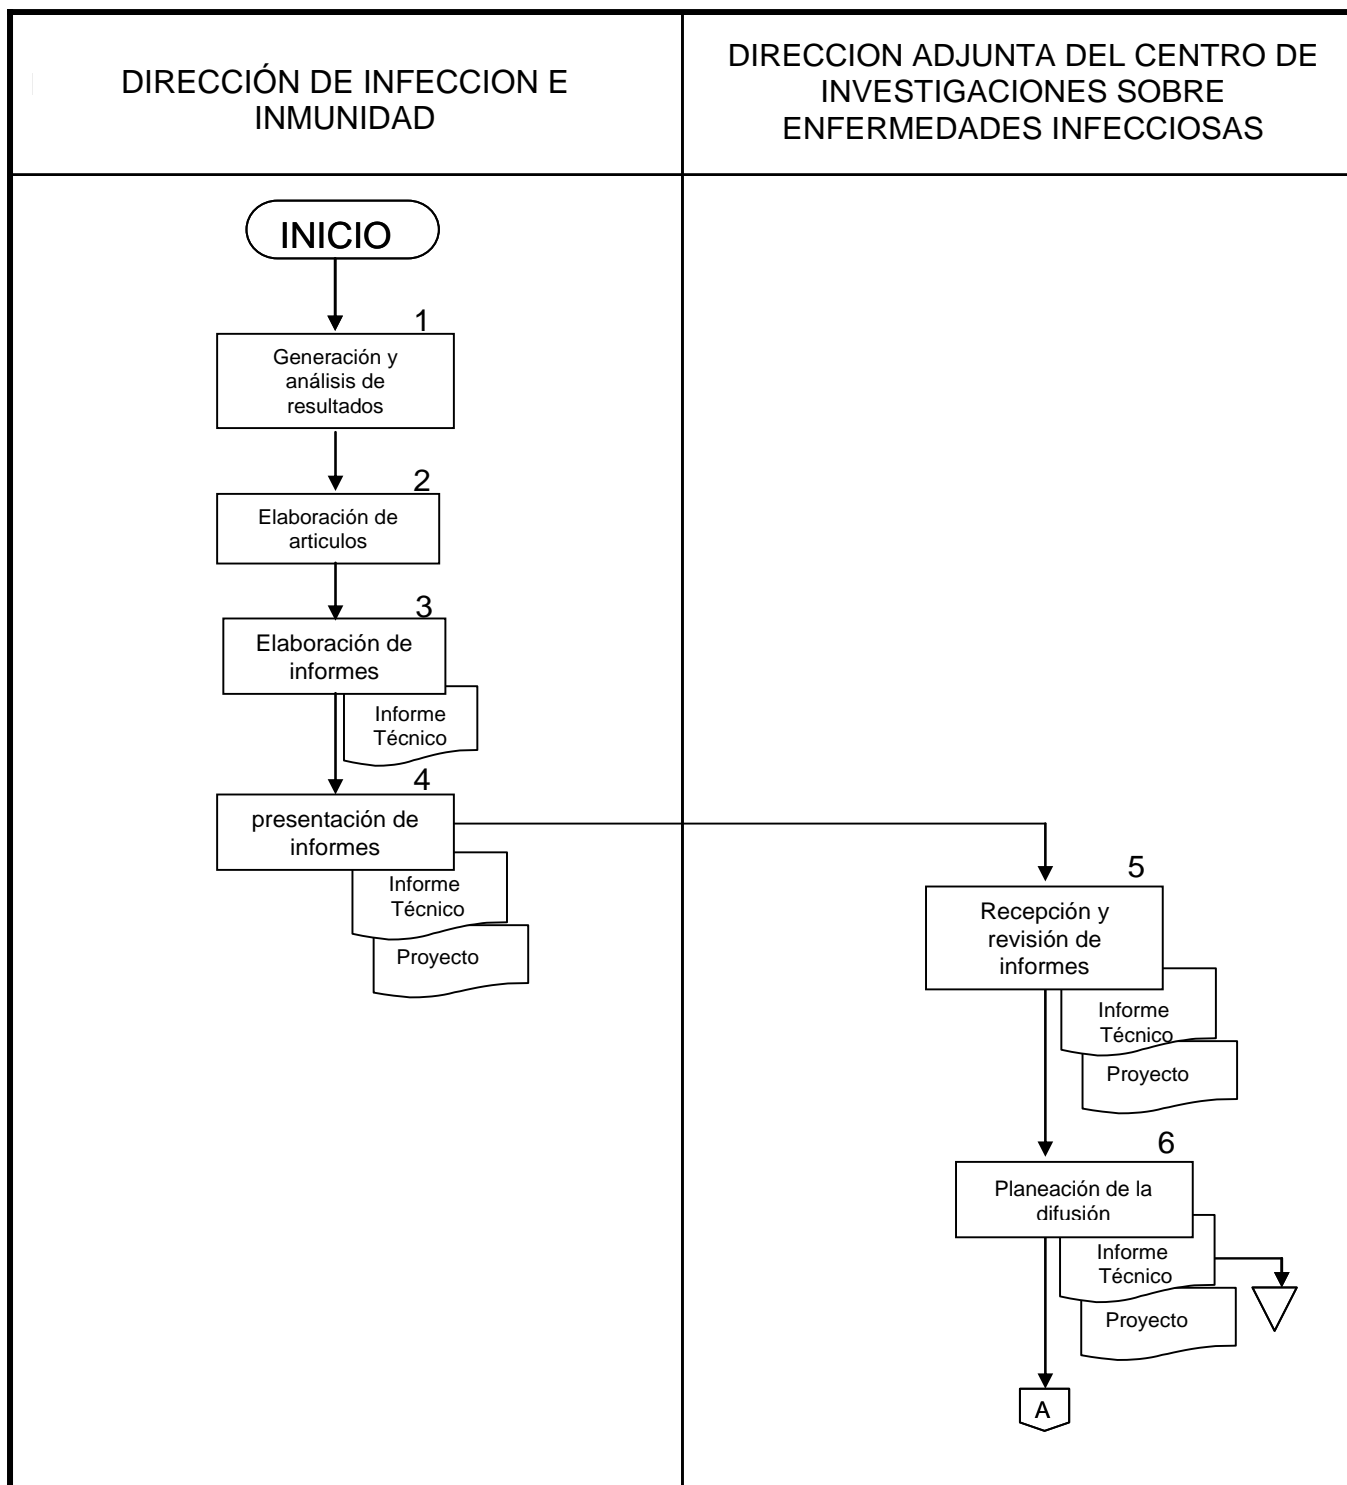 DIRECCIÓN DE INFECCION E
INMUNIDAD
DIRECCION ADJUNTA DEL CENTRO DE
INVESTIGACIONES SOBRE
ENFERMEDADES INFECCIOSAS
INICIO
1
Generación y
análisis de
resultados
2
Elaboración de
articulos
3
Elaboración de
informes
Informe
Técnico
4
presentación de
informes
Informe
Técnico
Proyecto
5
Recepción y
revisión de
informes
Informe
Técnico
Proyecto
6
Planeación de la
difusión
Informe
Técnico
Proyecto
A